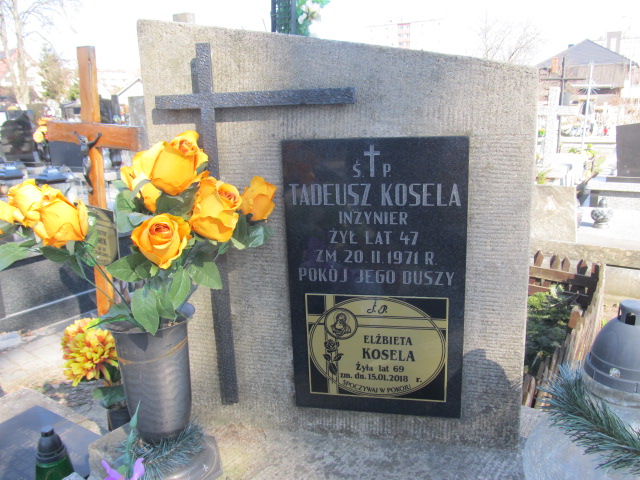 Ś P
TADEUSZ KOSELA
INŻYNIER
ŻYŁ LAT 47
ZM 20.II.1971 R.
POKÓJ JEGO DUSZY
Ś.P.
ELŻBIETA
KOSELA
Żyła lat 69
zm. dn. 15.01.2018 r.
SPOCZYWAJ W POKOJU